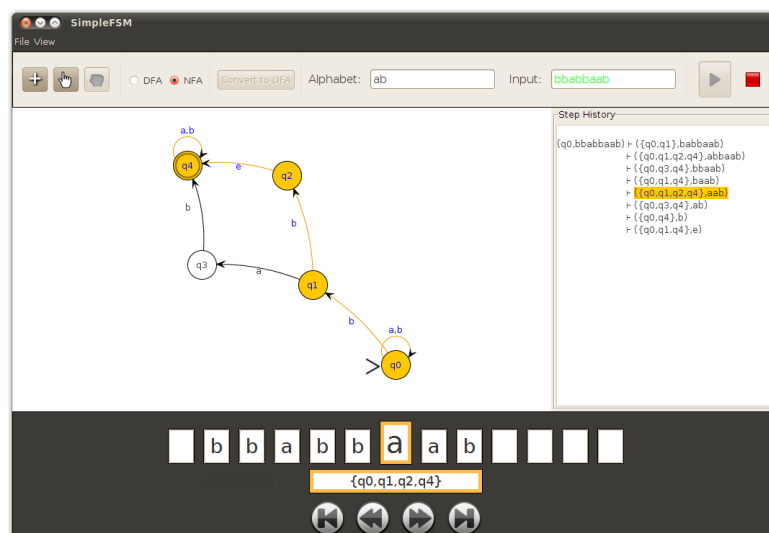 SimpleFSM
File View
DFA NFA Convert to DFA Alphabet: ab Input: bbabbaab
Step History
(q0,bbabbaab) ⊢ ({q0,q1},babbaab)
⊢ ({q0,q1,q2,q4},abbaab)
⊢ ({q0,q3,q4},bbaab)
⊢ ({q0,q1,q4},baab)
⊢ ({q0,q1,q2,q4},aab)
⊢ ({q0,q3,q4},ab)
⊢ ({q0,q4},b)
⊢ ({q0,q1,q4},e)
a,b
q4
e
q2
b
b
q3
a
q1
b
a,b
q0
b b a b b a a b
{q0,q1,q2,q4}